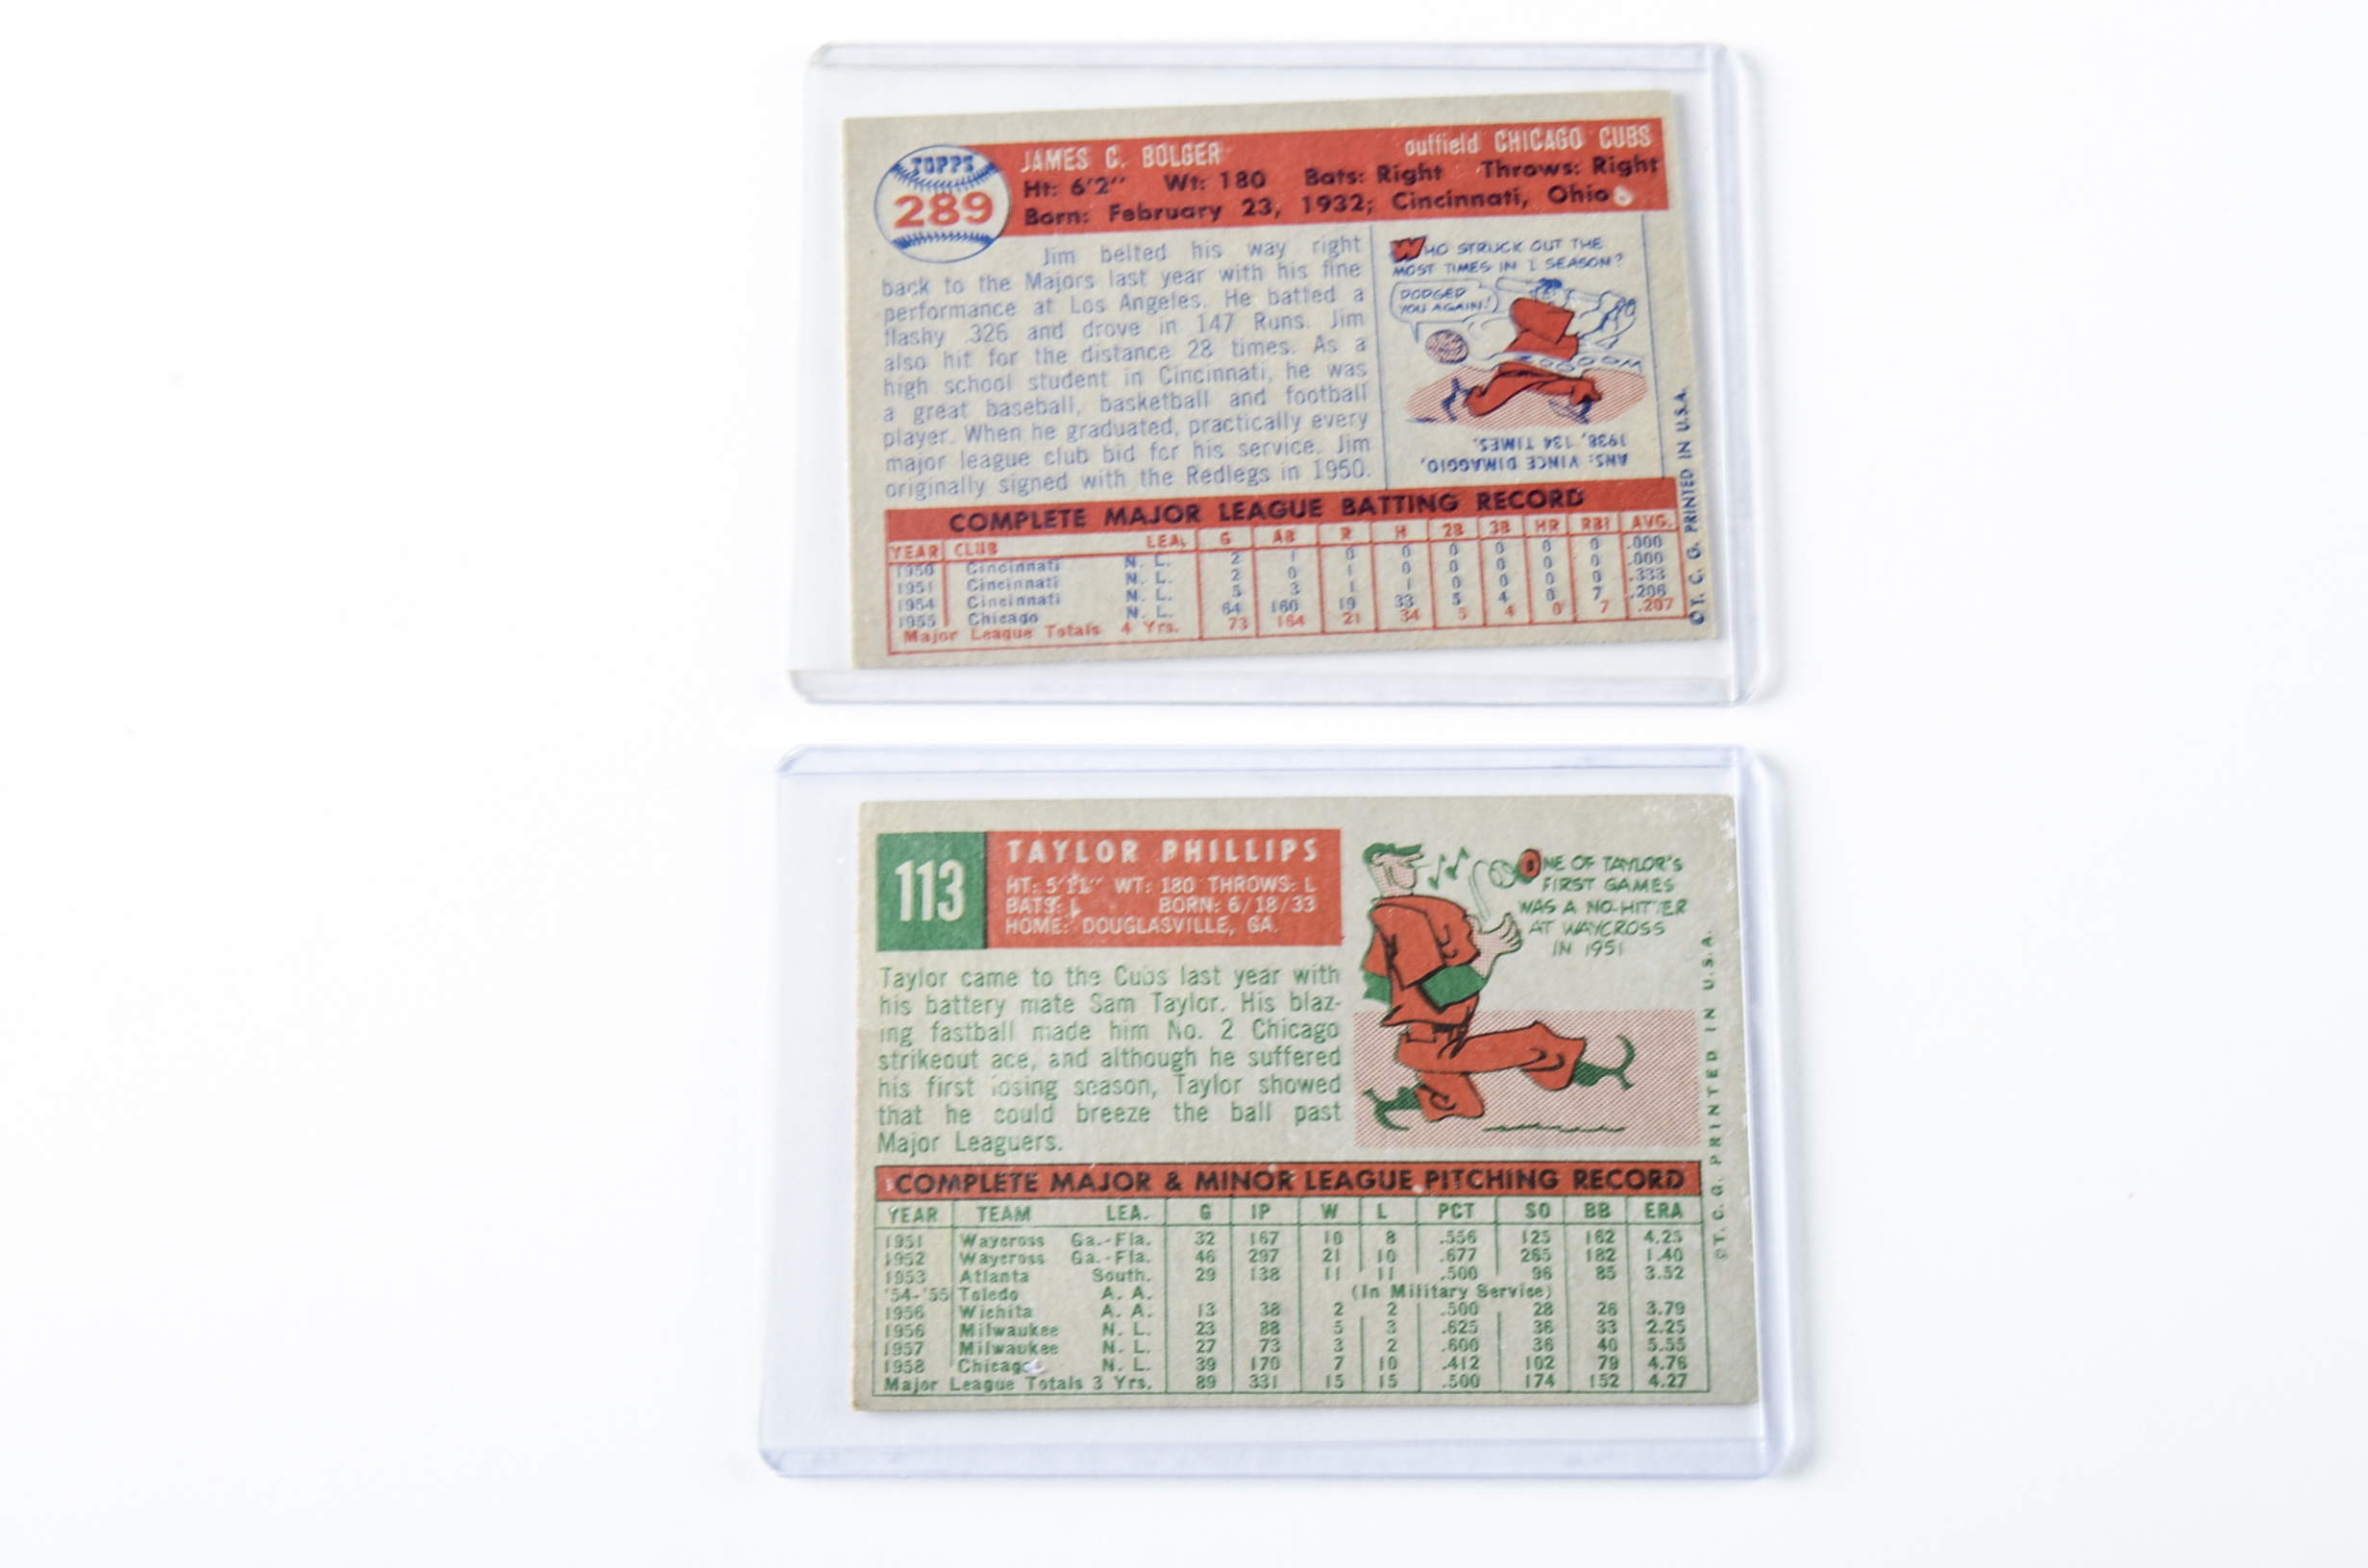 TOPPS
289
JAMES C. BOLGER outfield CHICAGO CUBS
Ht: 6'2" Wt: 180 Bats: Right Throws: Right
Born: February 23, 1932; Cincinnati, Ohio
Jim belted his way right
back to the Majors last year with his fine
performance at Los Angeles. He batted a
flashy .326 and drove in 147 Runs. Jim
also hit for the distance 28 times. As a
high school student in Cincinnati, he was
a great baseball, basketball and football
player. When he graduated, practically every
major league club bid for his service. Jim
originally signed with the Redlegs in 1950.
WHO STRUCK OUT THE
MOST TIMES IN 1 SEASON?
DODGED
YOU AGAIN!
ZOOOOM
ANS: VINCE DIMAGGIO,
1938, 134 TIMES.
©T. C. G. PRINTED IN U.S.A.
COMPLETE MAJOR LEAGUE BATTING RECORD
YEAR CLUB LEA. G AB R H 2B 3B HR RBI AVG.
1950 Cincinnati N. L. 2 1 0 0 0 0 0 0 .000
1951 Cincinnati N. L. 2 0 1 0 0 0 0 0 .000
1954 Cincinnati N. L. 5 3 1 1 0 0 0 0 .333
1955 Chicago N. L. 64 160 19 33 5 4 0 7 .206
Major League Totals 4 Yrs. 73 164 21 34 5 4 0 7 .207
113
TAYLOR PHILLIPS
HT: 5'11" WT: 180 THROWS: L
BATS: L BORN: 6/18/33
HOME: DOUGLASVILLE, GA.
Taylor came to the Cubs last year with
his battery mate Sam Taylor. His blaz-
ing fastball made him No. 2 Chicago
strikeout ace, and although he suffered
his first losing season, Taylor showed
that he could breeze the ball past
Major Leaguers.
ONE OF TAYLOR'S
FIRST GAMES
WAS A NO-HITTER
AT WAYCROSS
IN 1951
©T. C. G. PRINTED IN U.S.A.
COMPLETE MAJOR & MINOR LEAGUE PITCHING RECORD
YEAR TEAM LEA. G IP W L PCT SO BB ERA
1951 Waycross Ga.-Fla. 32 167 10 8 .556 125 162 4.25
1952 Waycross Ga.-Fla. 46 297 21 10 .677 265 182 1.40
1953 Atlanta South. 29 138 11 11 .500 96 85 3.52
'54-'55 Toledo A. A. (In Military Service)
1956 Wichita A. A. 13 38 2 2 .500 28 26 3.79
1956 Milwaukee N. L. 23 88 5 3 .625 36 33 2.25
1957 Milwaukee N. L. 27 73 3 2 .600 36 40 5.55
1958 Chicago N. L. 39 170 7 10 .412 102 79 4.76
Major League Totals 3 Yrs. 89 331 15 15 .500 174 152 4.27